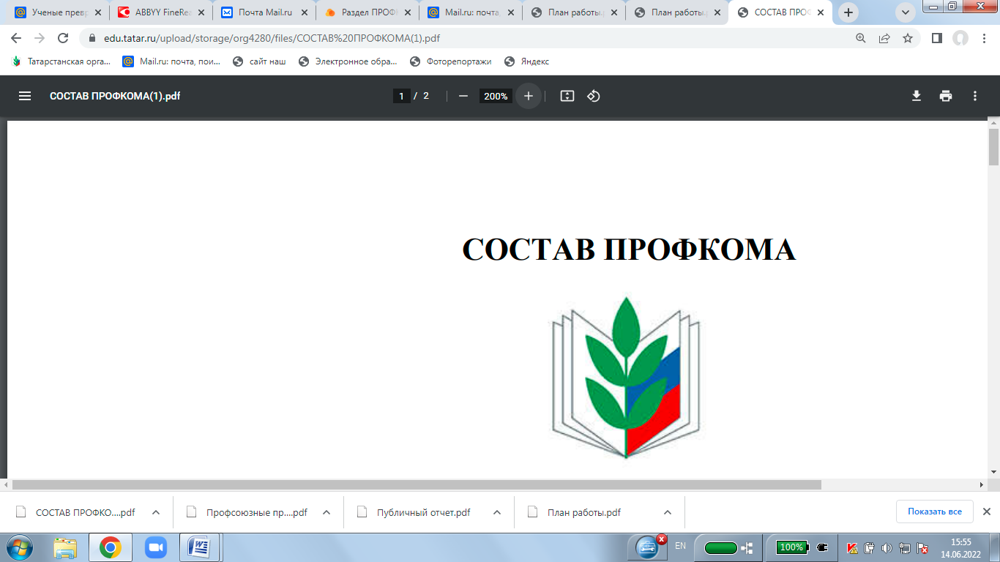 Ученые превр
ABBYY FineRea
Почта Mail.ru
Раздел ПРОФ
Mail.ru: почта,
План работы.p
План работы.p
СОСТАВ ПРОФ
edu.tatar.ru/upload/storage/org4280/files/СОСТАВ%20ПРОФКОМА(1).pdf
Татарстанская орга...
Mail.ru: почта, пои...
сайт наш
Электронное обра...
Фоторепортажи
Яндекс
СОСТАВ ПРОФКОМА(1).pdf
1 / 2
200%
СОСТАВ ПРОФКОМА
СОСТАВ ПРОФКО....pdf
Профсоюзные пр....pdf
Публичный отчет.pdf
План работы.pdf
Показать все
EN
100%
15:55
14.06.2022